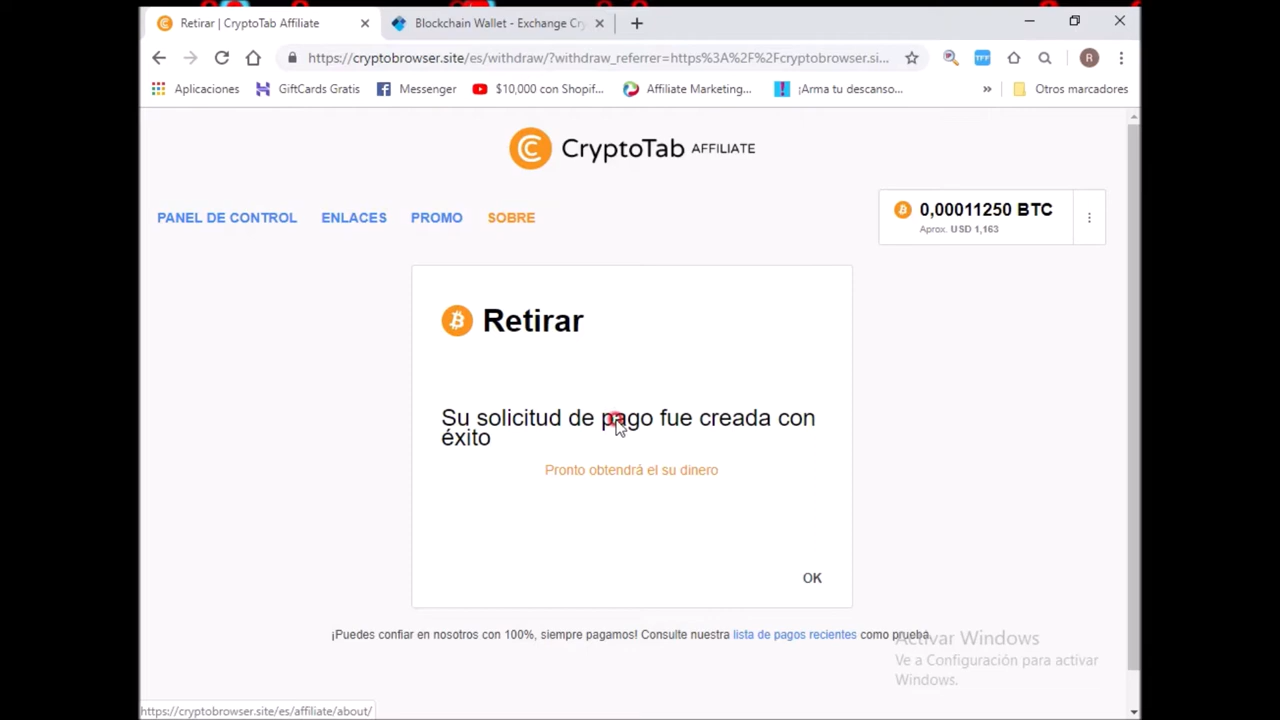 Retirar | CryptoTab Affiliate
Blockchain Wallet - Exchange Cry
https://cryptobrowser.site/es/withdraw/?withdraw_referrer=https%3A%2F%2Fcryptobrowser.si...
R
Aplicaciones
GiftCards Gratis
Messenger
$10,000 con Shopif...
Affiliate Marketing...
¡Arma tu descanso...
»
Otros marcadores
CryptoTab AFFILIATE
PANEL DE CONTROL
ENLACES
PROMO
SOBRE
0,00011250 BTC
Aprox. USD 1,163
Retirar
Su solicitud de pago fue creada con
éxito
Pronto obtendrá el su dinero
OK
¡Puedes confiar en nosotros con 100%, siempre pagamos! Consulte nuestra lista de pagos recientes como prueba.
Activar Windows
Ve a Configuración para activar
Windows.
https://cryptobrowser.site/es/affiliate/about/